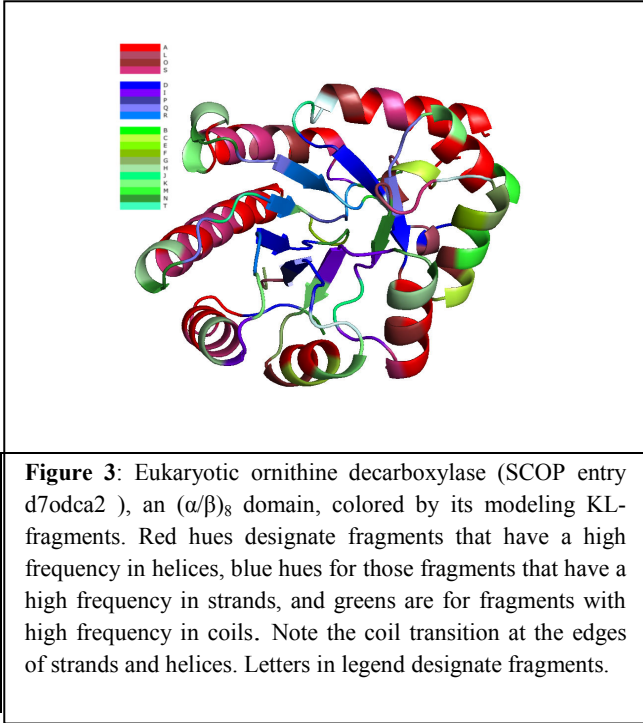 A
L
O
S
D
I
P
Q
R
B
C
E
F
G
H
J
K
M
N
T
Figure 3: Eukaryotic ornithine decarboxylase (SCOP entry
d7odca2 ), an (α/β)₈ domain, colored by its modeling KL-
fragments. Red hues designate fragments that have a high
frequency in helices, blue hues for those fragments that have a
high frequency in strands, and greens are for fragments with
high frequency in coils. Note the coil transition at the edges
of strands and helices. Letters in legend designate fragments.